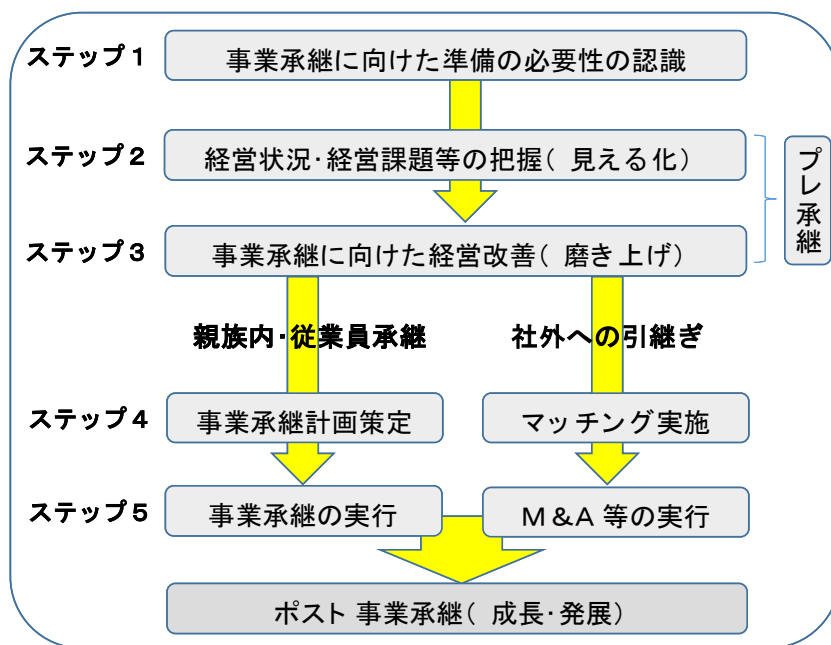 ステップ1
事業承継に向けた準備の必要性の認識
ステップ2
経営状況・経営課題等の把握(見える化)
プレ承継
ステップ3
事業承継に向けた経営改善(磨き上げ)
親族内・従業員承継
社外への引継ぎ
ステップ4
事業承継計画策定
マッチング実施
ステップ5
事業承継の実行
M&A等の実行
ポスト事業承継(成長・発展)